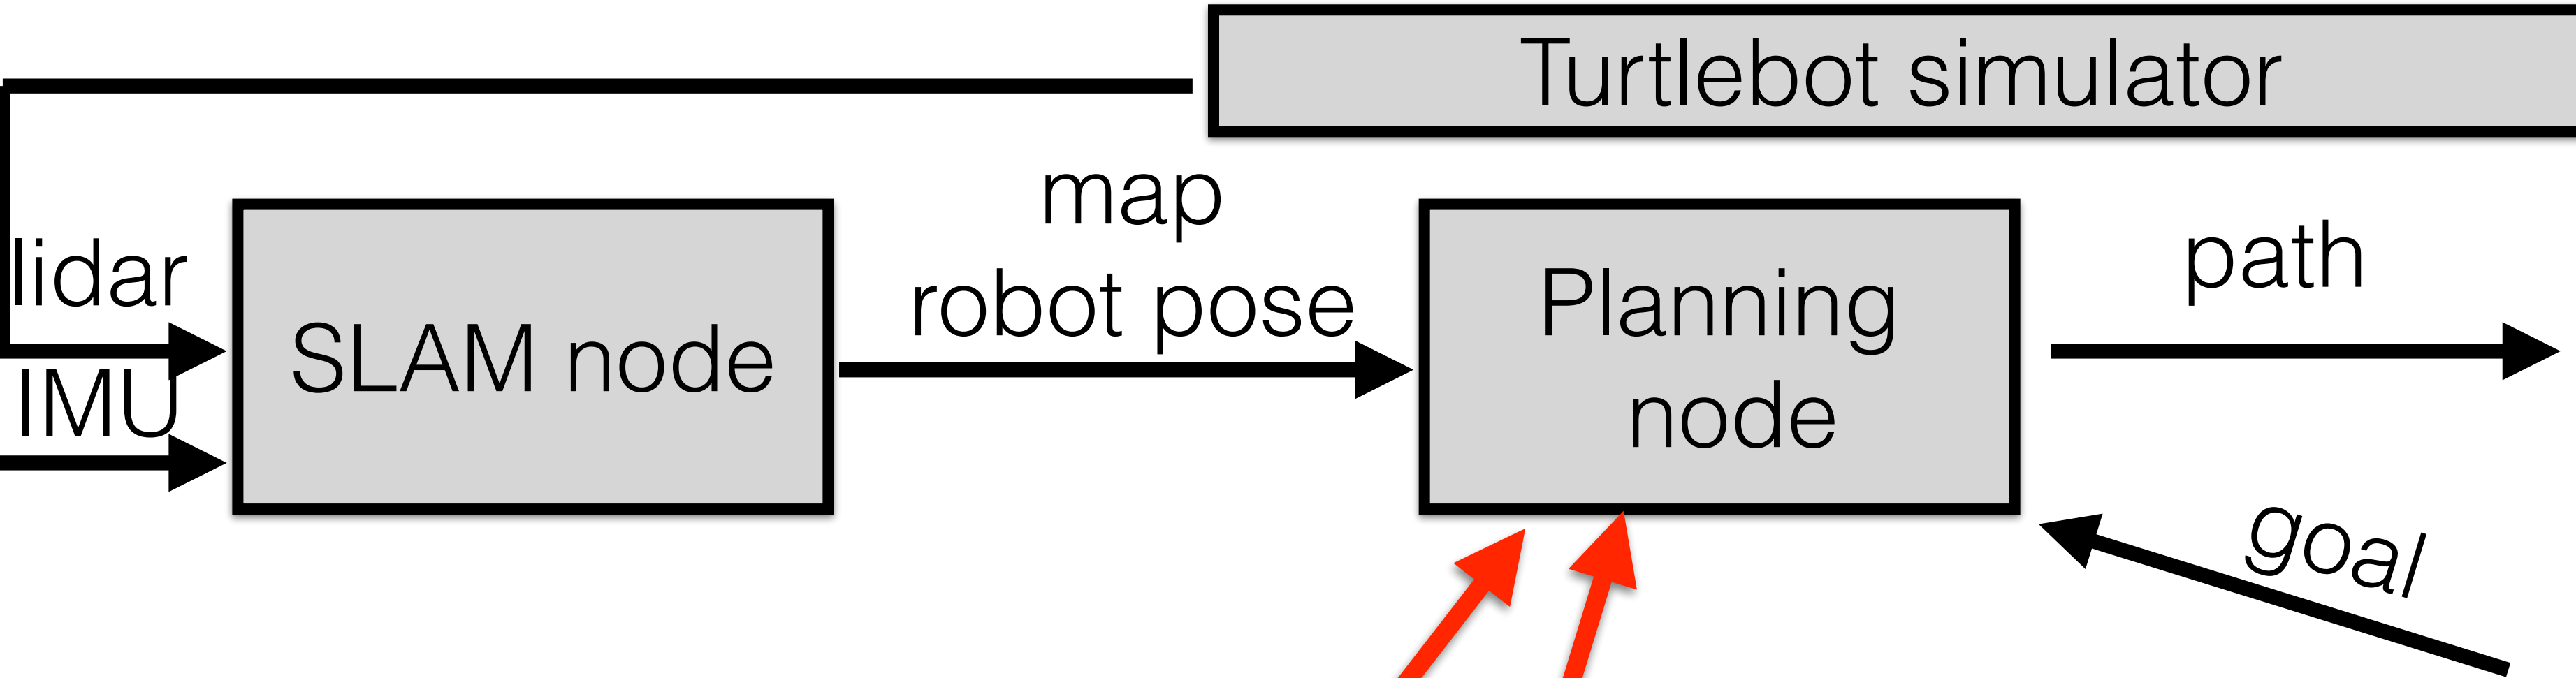 Turtlebot simulator
map
robot pose
lidar
IMU
SLAM node
Planning
node
path
goal